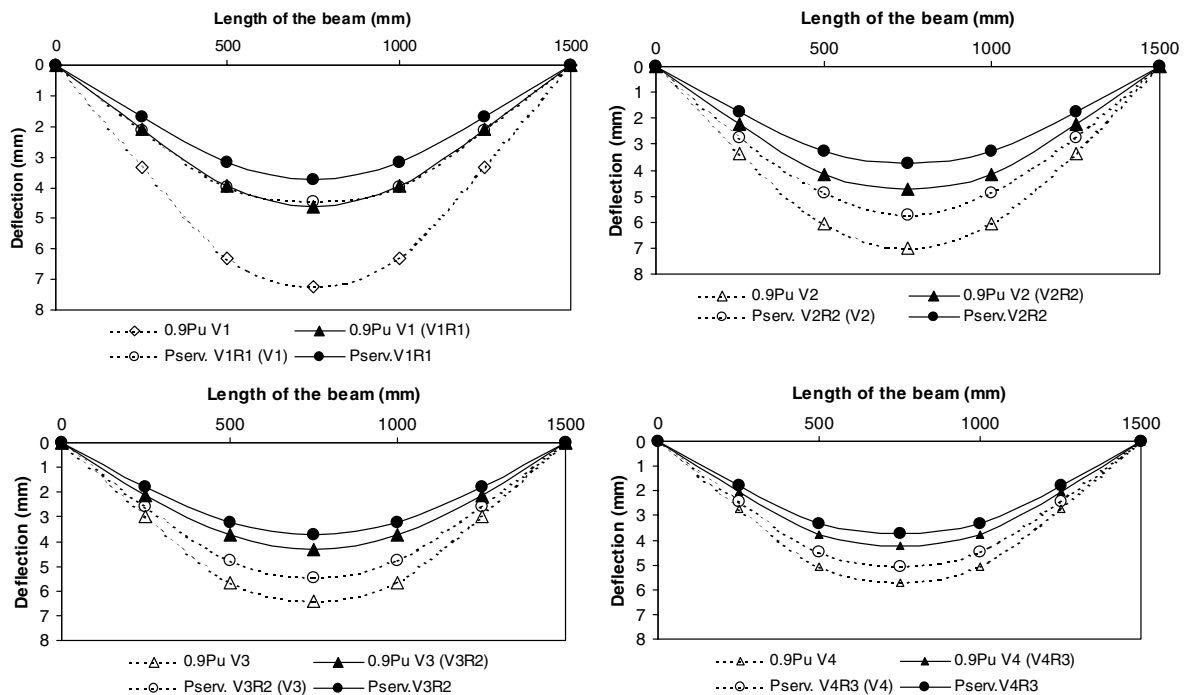 Length of the beam (mm)
0 500 1000 1500
0
1
2
3
4
5
6
7
8
Deflection (mm)
0.9Pu V1 0.9Pu V1 (V1R1)
Pserv. V1R1 (V1) Pserv.V1R1
Length of the beam (mm)
0 500 1000 1500
0
1
2
3
4
5
6
7
8
Deflection (mm)
0.9Pu V2 0.9Pu V2 (V2R2)
Pserv. V2R2 (V2) Pserv.V2R2
Length of the beam (mm)
0 500 1000 1500
0
1
2
3
4
5
6
7
8
Deflection (mm)
0.9Pu V3 0.9Pu V3 (V3R2)
Pserv. V3R2 (V3) Pserv.V3R2
Length of the beam (mm)
0 500 1000 1500
0
1
2
3
4
5
6
7
8
Deflection (mm)
0.9Pu V4 0.9Pu V4 (V4R3)
Pserv. V4R3 (V4) Pserv.V4R3